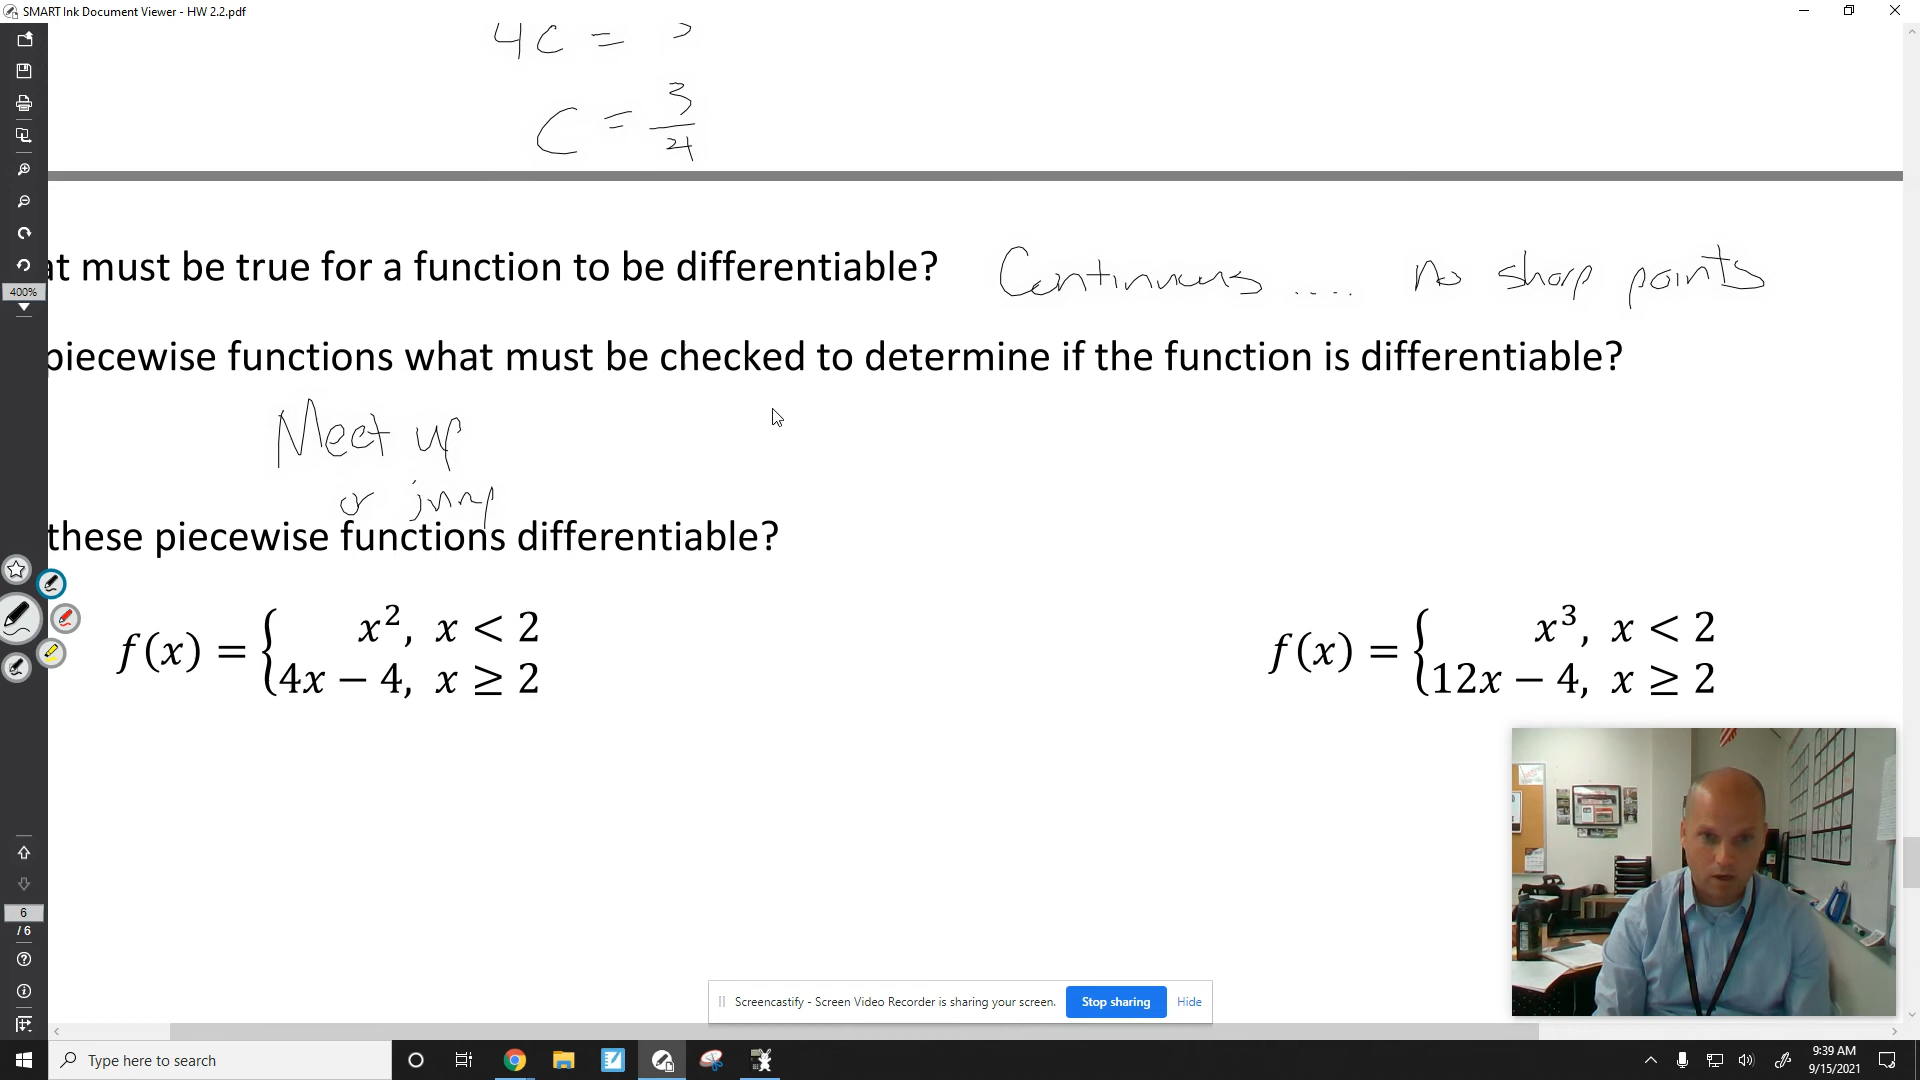 SMART Ink Document Viewer - HW 2.2.pdf
4c =
c = 3/4
at must be true for a function to be differentiable? Continuous .... no sharp points
piecewise functions what must be checked to determine if the function is differentiable?
Meet up
or jump
these piecewise functions differentiable?
f(x) = { x², x < 2
4x − 4, x ≥ 2
f(x) = { x³, x < 2
12x − 4, x ≥ 2
400%
6
/ 6
Screencastify - Screen Video Recorder is sharing your screen. Stop sharing Hide
Type here to search
9:39 AM
9/15/2021